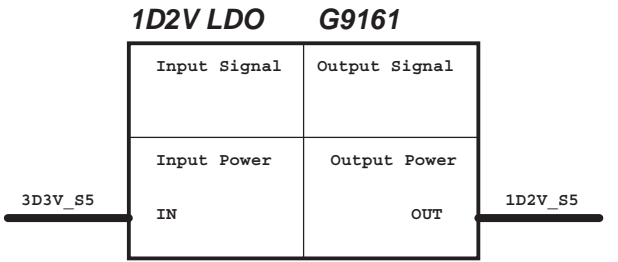 1D2V LDO G9161
Input Signal Output Signal
Input Power Output Power
3D3V_S5 1D2V_S5
IN OUT